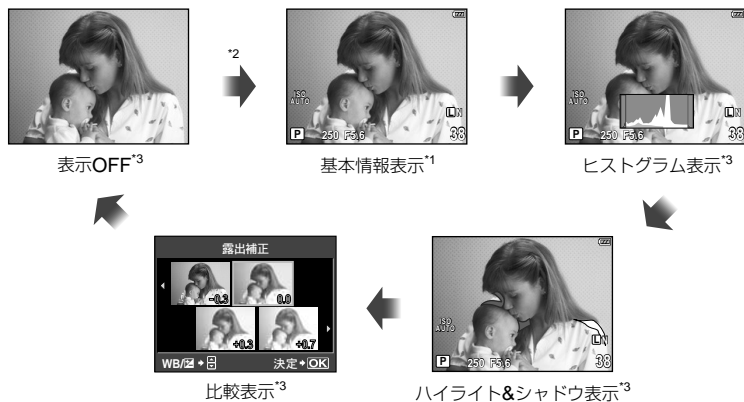 *2
ISO AUTO
P 250 F5.6
L N
38
ISO AUTO
P 250 F5.6
L N
38
表示OFF*3
基本情報表示*1
ヒストグラム表示*3
露出補正
-0.3 0.0
+0.3 +0.7
WB/ 決定 OK
ISO AUTO
P 250 F5.6
L N
38
比較表示*3
ハイライト&シャドウ表示*3